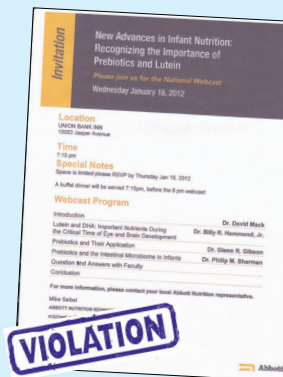 Invitation
New Advances in Infant Nutrition:
Recognizing the Importance of
Prebiotics and Lutein
Please join us for the National Webcast
Wednesday January 18, 2012
Location
UNION BANK INN
10053 Jasper Avenue
Time
7:15 pm
Special Notes
Space is limited please RSVP by Thursday Jan
A buffet dinner will be served 7:15pm, before the 8 pm webcast
Webcast Program
Introduction Dr. David Mack
Lutein and DHA: Important Nutrients During
the Critical Time of Eye and Brain Development Dr. Billy R. Hammond, Jr.
Prebiotics and Their Application Dr. Glenn R. Gibson
Prebiotics and the Intestinal Microbiome in Infants Dr. Philip M. Sherman
Question and Answers with Faculty
Conclusion
For more information, please contact your local Abbott Nutrition representative.
Mike Seibel
ABBOTT NUTRITION
VIOLATION
Abbott